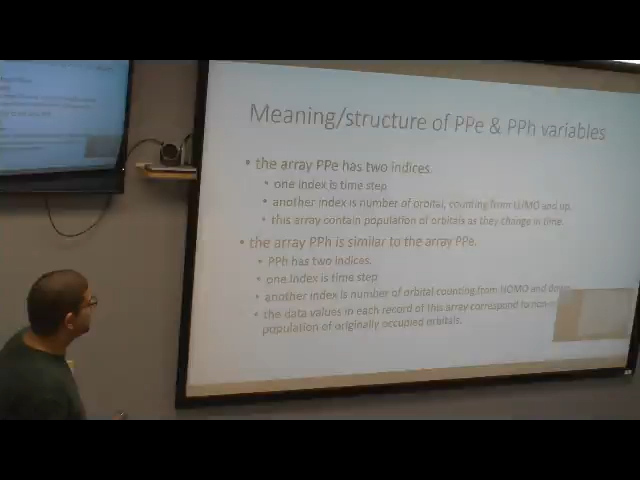 Meaning/structure of PPe & PPh variables
• the array PPe has two indices.
• one index is time step
• another index is number of orbital, counting from LUMO and up.
• this array contain population of orbitals as they change in time.
• the array PPh is similar to the array PPe.
• PPh has two indices.
• one index is time step
• another index is number of orbital counting from HOMO and down
• the data values in each record of this array correspond to
population of originally occupied orbitals.